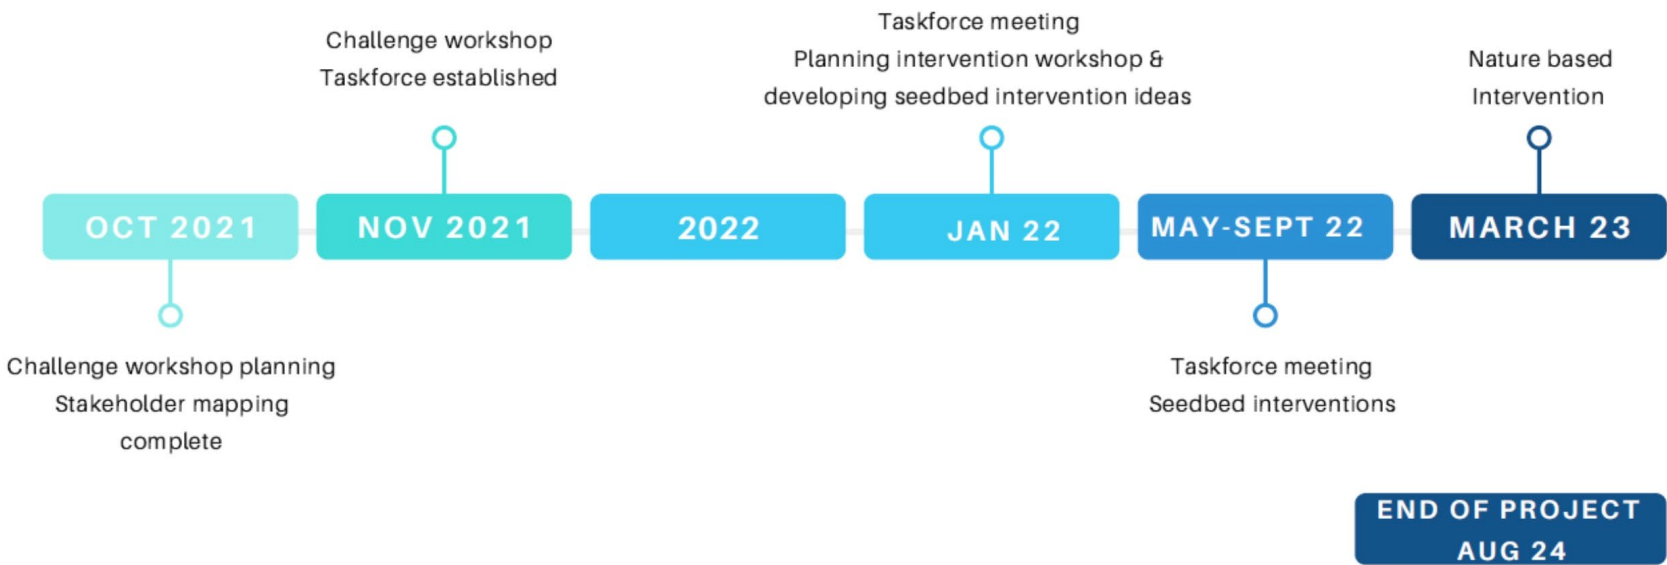 Challenge workshop
Taskforce established
Taskforce meeting
Planning intervention workshop &
developing seedbed intervention ideas
Nature based
Intervention
OCT 2021
NOV 2021
2022
JAN 22
MAY-SEPT 22
MARCH 23
Challenge workshop planning
Stakeholder mapping
complete
Taskforce meeting
Seedbed interventions
END OF PROJECT
AUG 24